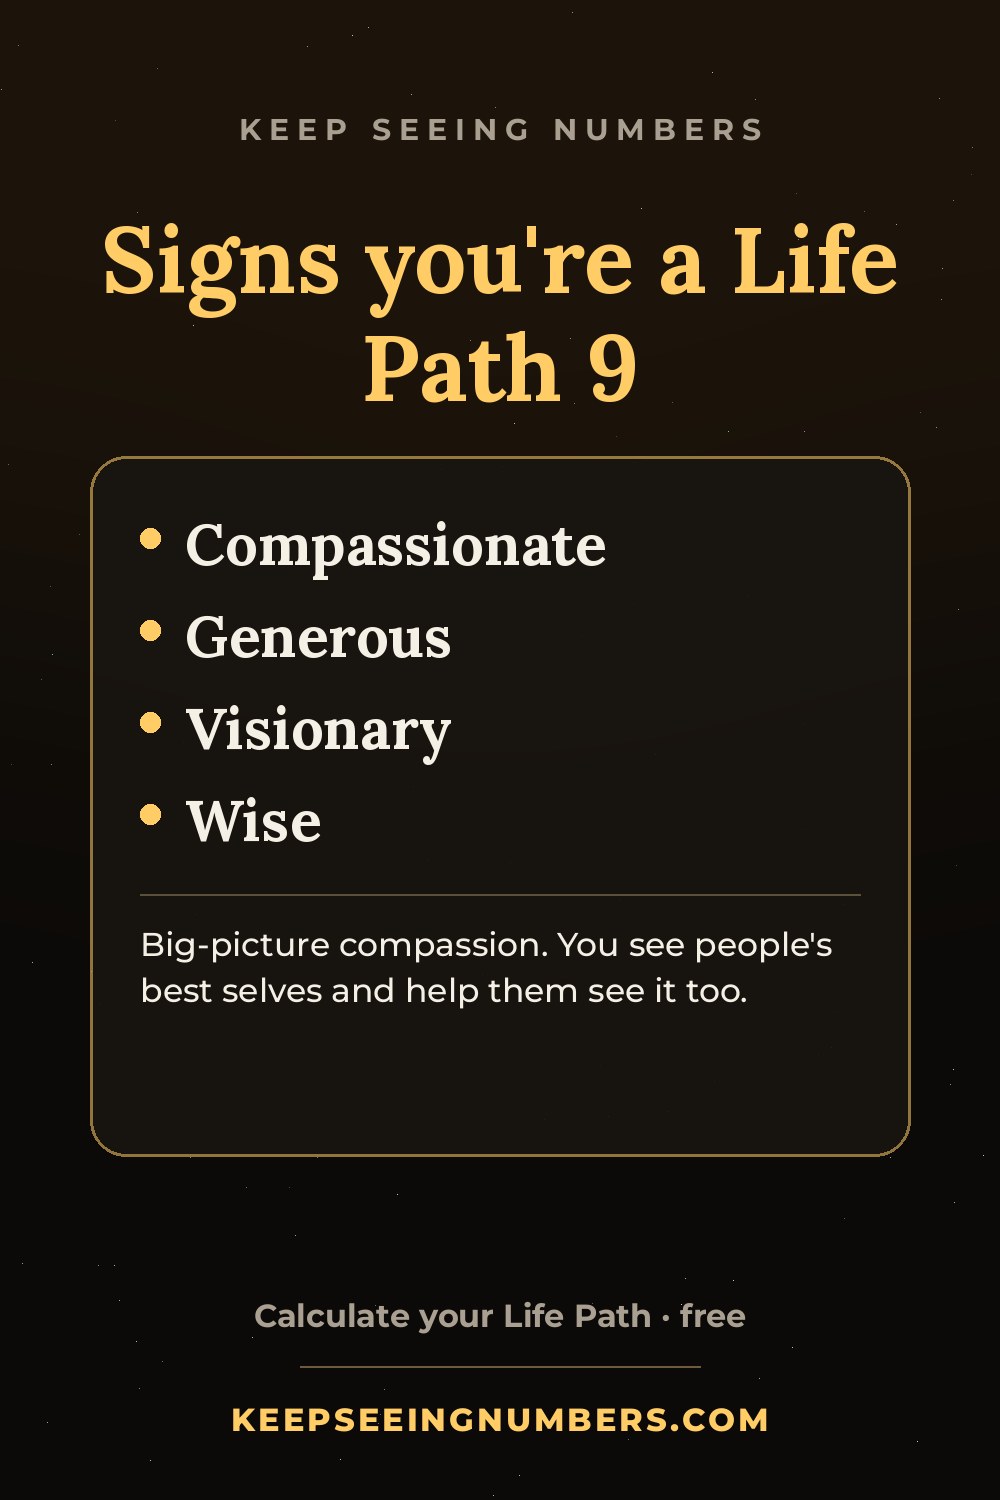 KEEP SEEING NUMBERS
Signs you're a Life
Path 9
Compassionate
Generous
Visionary
Wise
Big-picture compassion. You see people's
best selves and help them see it too.
Calculate your Life Path · free
KEEPSEEINGNUMBERS.COM